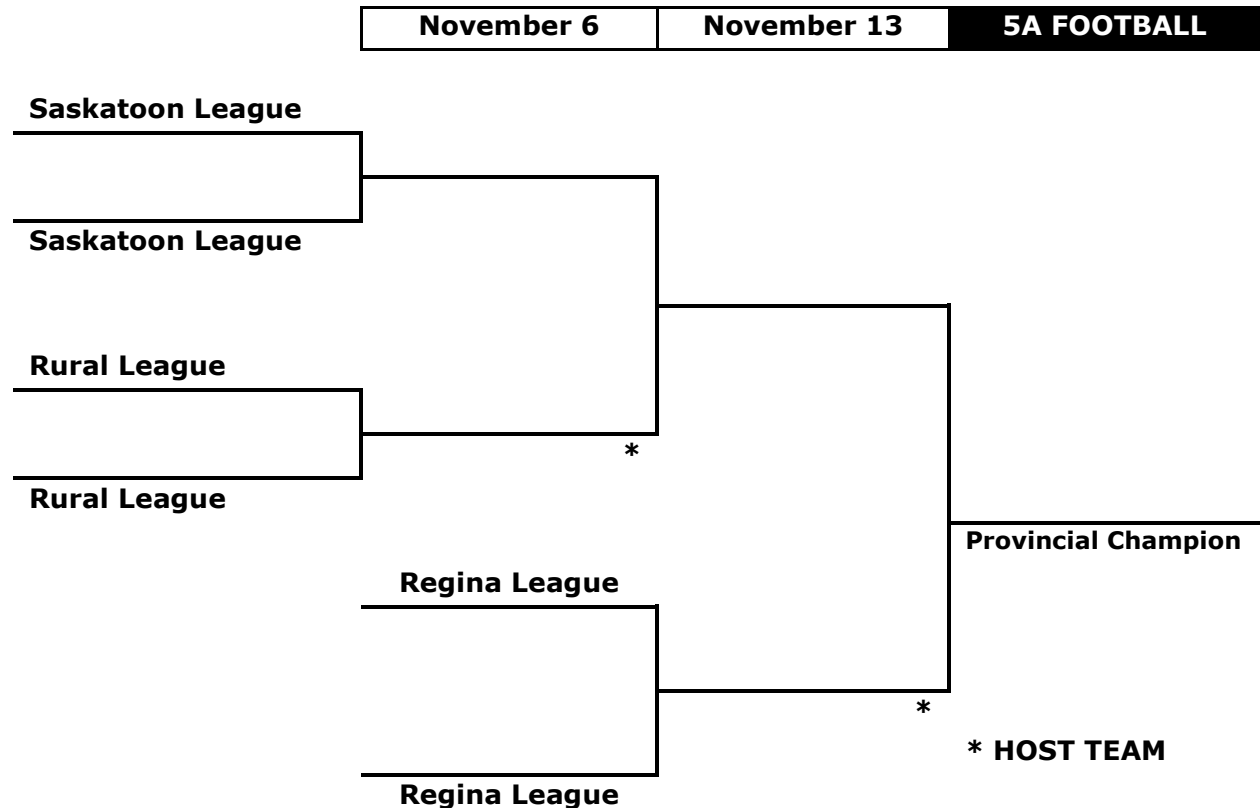 November 6 November 13 5A FOOTBALL
Saskatoon League
Saskatoon League
Rural League
*
Rural League
Provincial Champion
Regina League
*
* HOST TEAM
Regina League